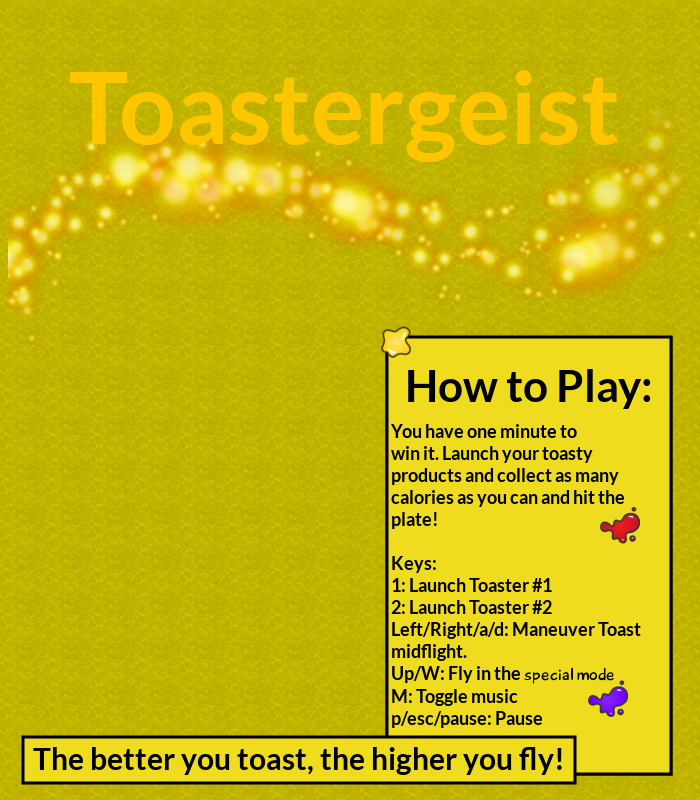 Toastergeist
How to Play:
You have one minute to
win it. Launch your toasty
products and collect as many
calories as you can and hit the
plate!
Keys:
1: Launch Toaster #1
2: Launch Toaster #2
Left/Right/a/d: Maneuver Toast
midflight.
Up/W: Fly in the special mode
M: Toggle music
p/esc/pause: Pause
The better you toast, the higher you fly!